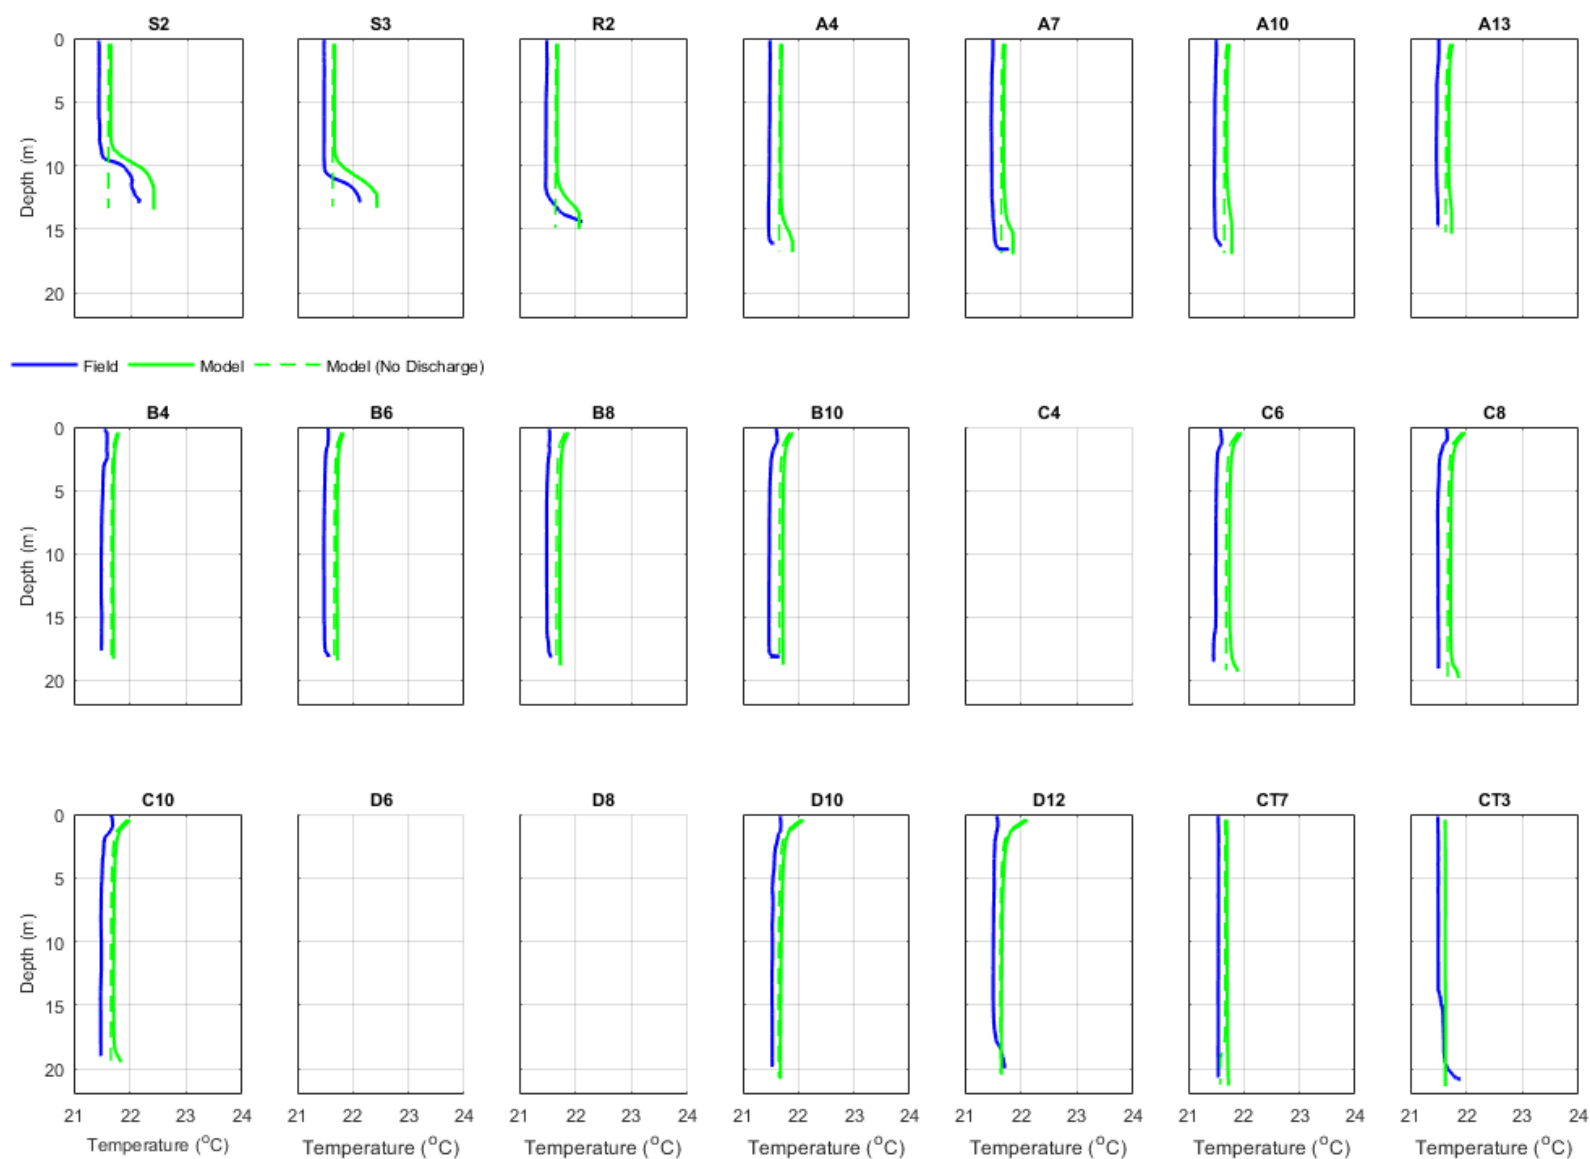 S2 S3 R2 A4 A7 A10 A13
0
5
10
15
20
Depth (m)
Field Model Model (No Discharge)
B4 B6 B8 B10 C4 C6 C8
0
5
10
15
20
Depth (m)
C10 D6 D8 D10 D12 CT7 CT3
0
5
10
15
20
Depth (m)
21 22 23 24 21 22 23 24 21 22 23 24 21 22 23 24 21 22 23 24 21 22 23 24 21 22 23 24
Temperature (°C) Temperature (°C) Temperature (°C) Temperature (°C) Temperature (°C) Temperature (°C) Temperature (°C)